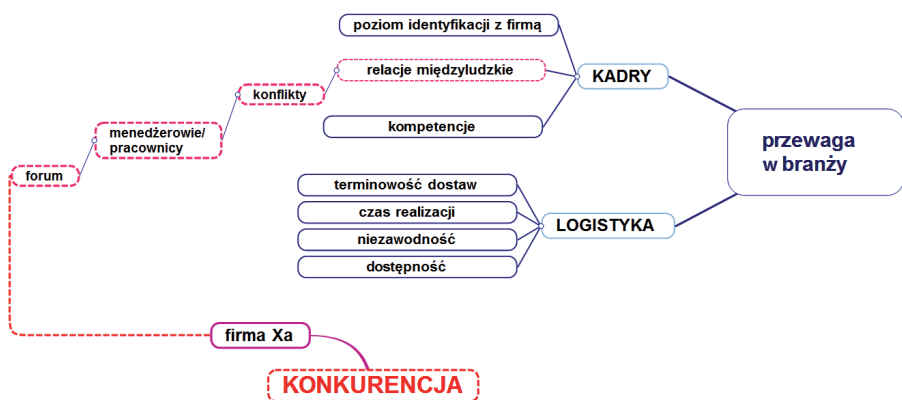 poziom identyfikacji z firmą
relacje międzyludzkie
KADRY
konflikty
kompetencje
menedżerowie/
pracownicy
forum
przewaga
w branży
terminowość dostaw
czas realizacji
LOGISTYKA
niezawodność
dostępność
firma Xa
KONKURENCJA